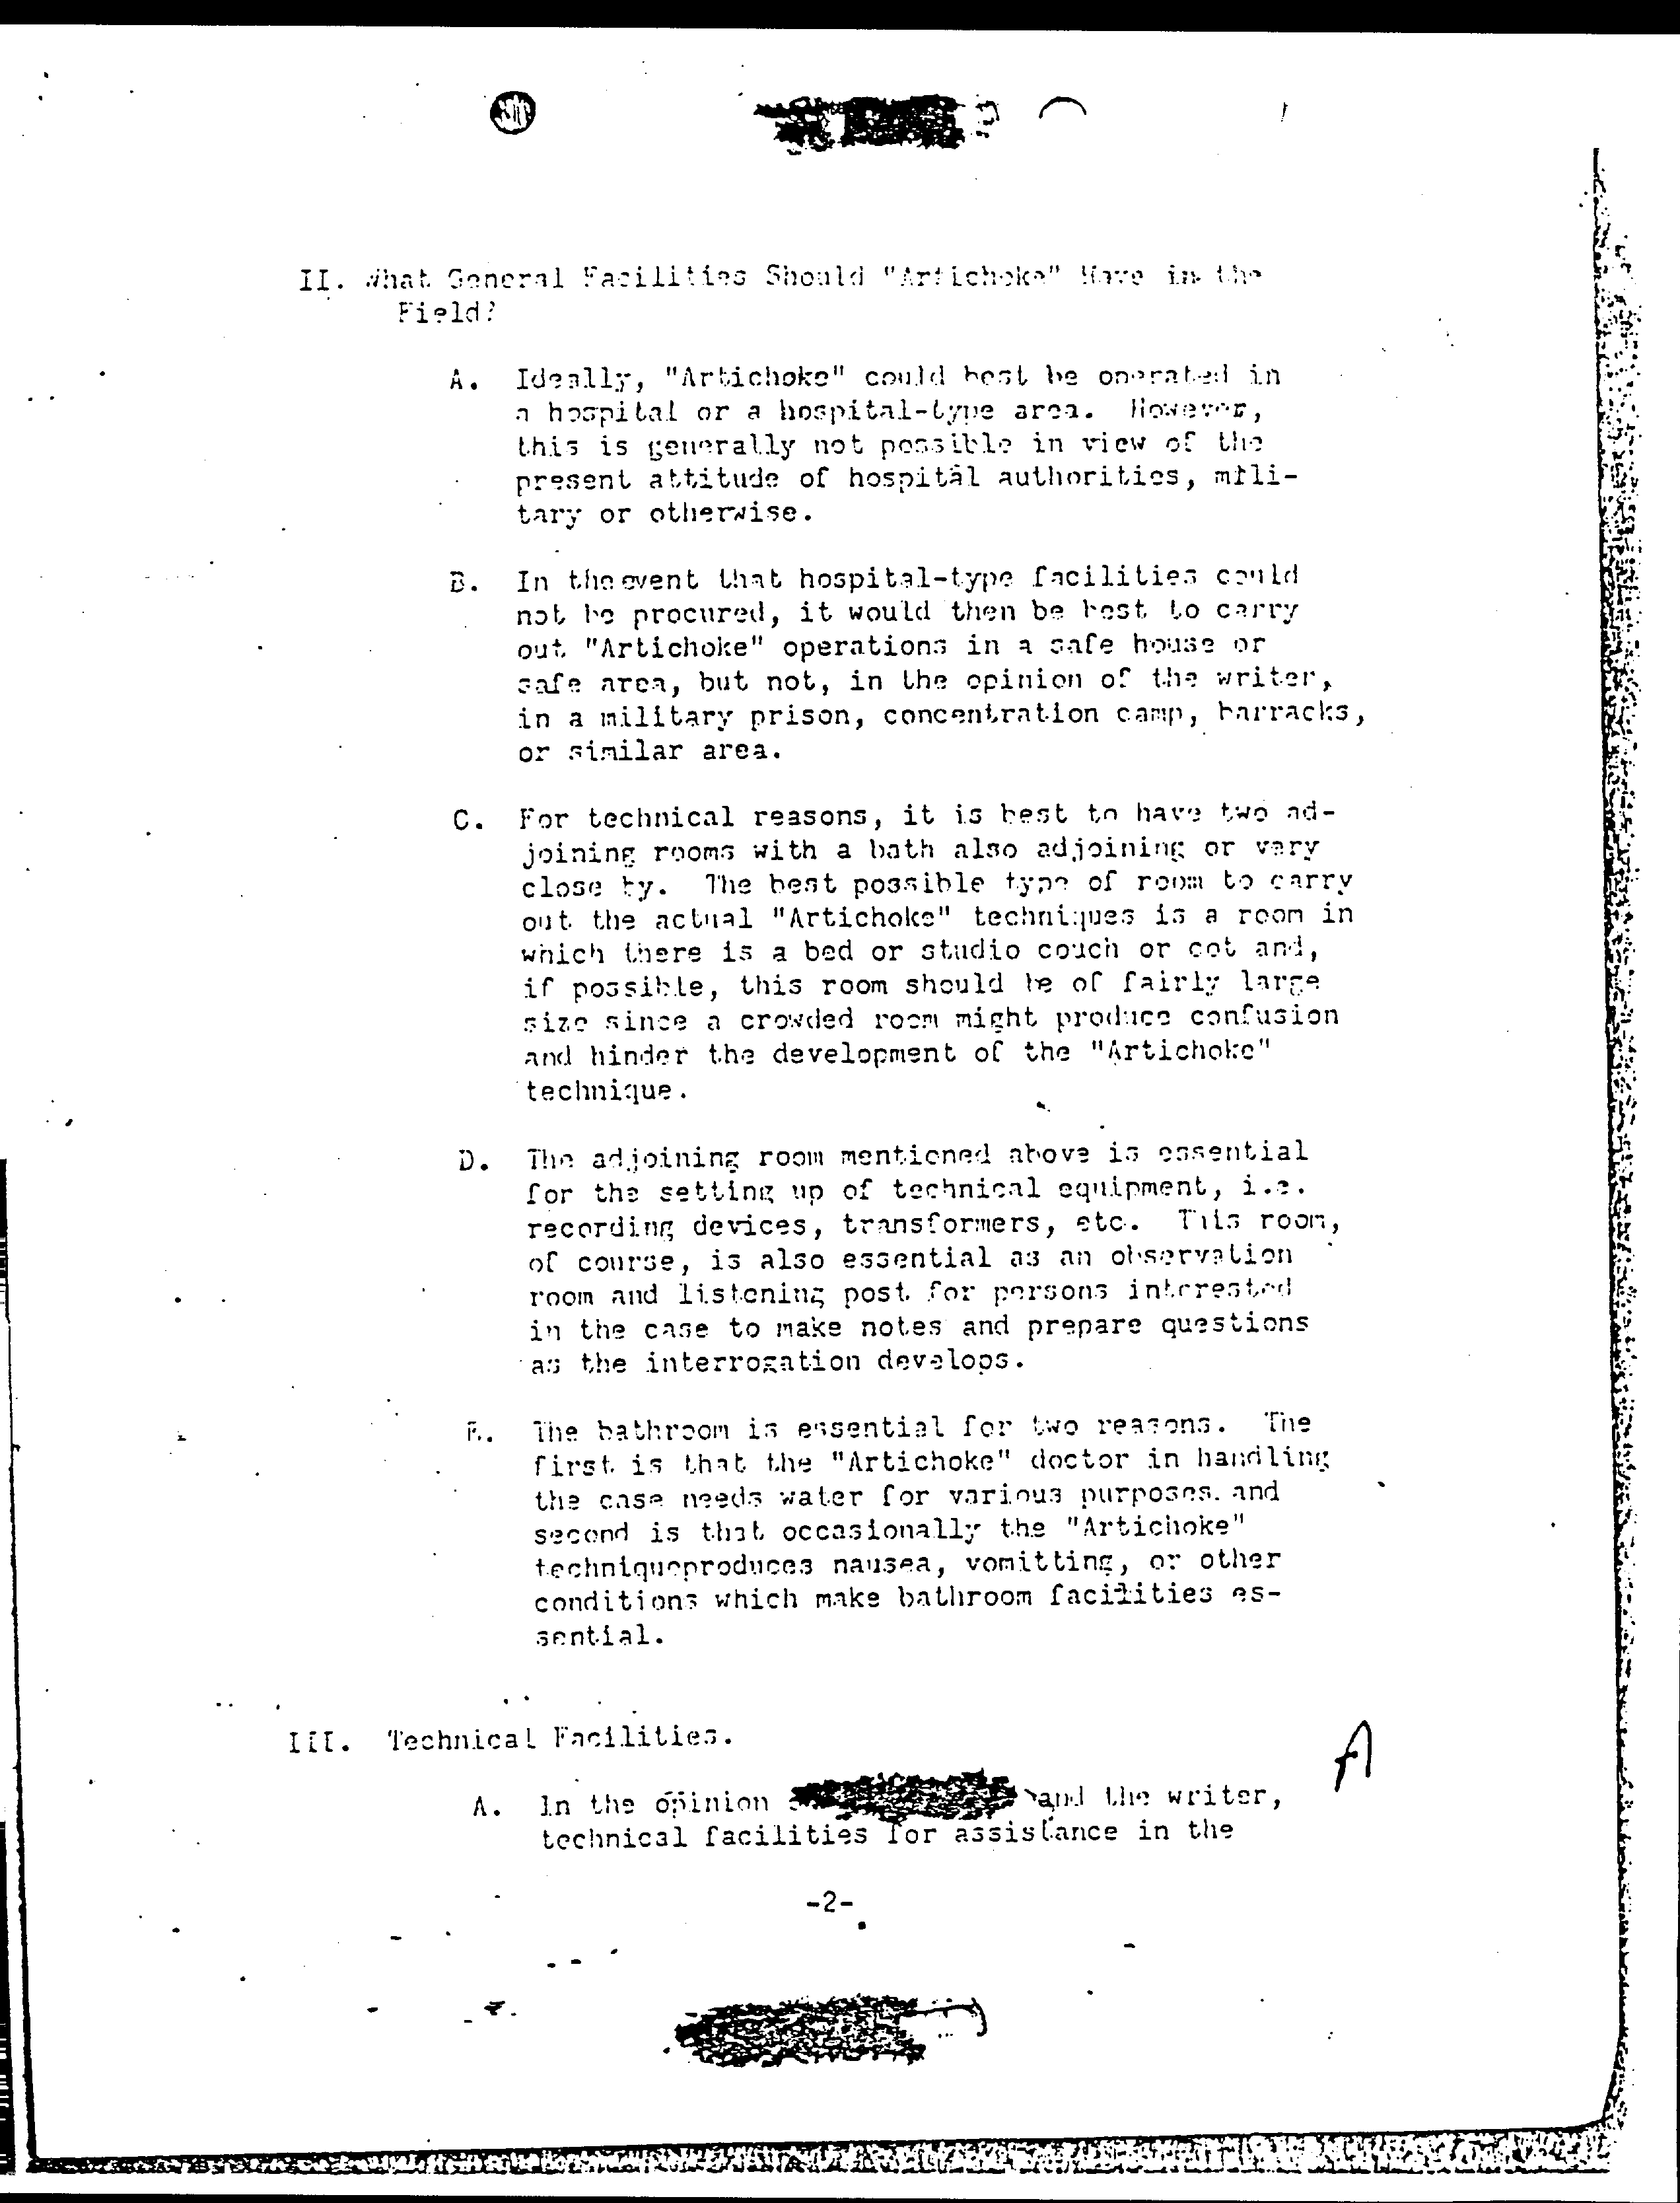 II. What General Facilities Should "Artichoke" Have in the
Field?
A. Ideally, "Artichoke" could best be operated in
a hospital or a hospital-type area. However,
this is generally not possible in view of the
present attitude of hospital authorities, mili-
tary or otherwise.
B. In theevent that hospital-type facilities could
not be procured, it would then be best to carry
out "Artichoke" operations in a safe house or
safe area, but not, in the opinion of the writer,
in a military prison, concentration camp, barracks,
or similar area.
C. For technical reasons, it is best to have two ad-
joining rooms with a bath also adjoining or very
close by. The best possible type of room to carry
out the actual "Artichoke" techniques is a room in
which there is a bed or studio couch or cot and,
if possible, this room should be of fairly large
size since a crowded room might produce confusion
and hinder the development of the "Artichoke"
technique.
D. The adjoining room mentioned above is essential
for the setting up of technical equipment, i.e.
recording devices, transformers, etc. This room,
of course, is also essential as an observation
room and listening post for persons interested
in the case to make notes and prepare questions
as the interrogation develops.
E. The bathroom is essential for two reasons. The
first is that the "Artichoke" doctor in handling
the case needs water for various purposes and
second is that occasionally the "Artichoke"
techniqueproduces nausea, vomitting, or other
conditions which make bathroom facilities es-
sential.
III. Technical Facilities.
A
A. In the opinion and the writer,
technical facilities for assistance in the
-2-